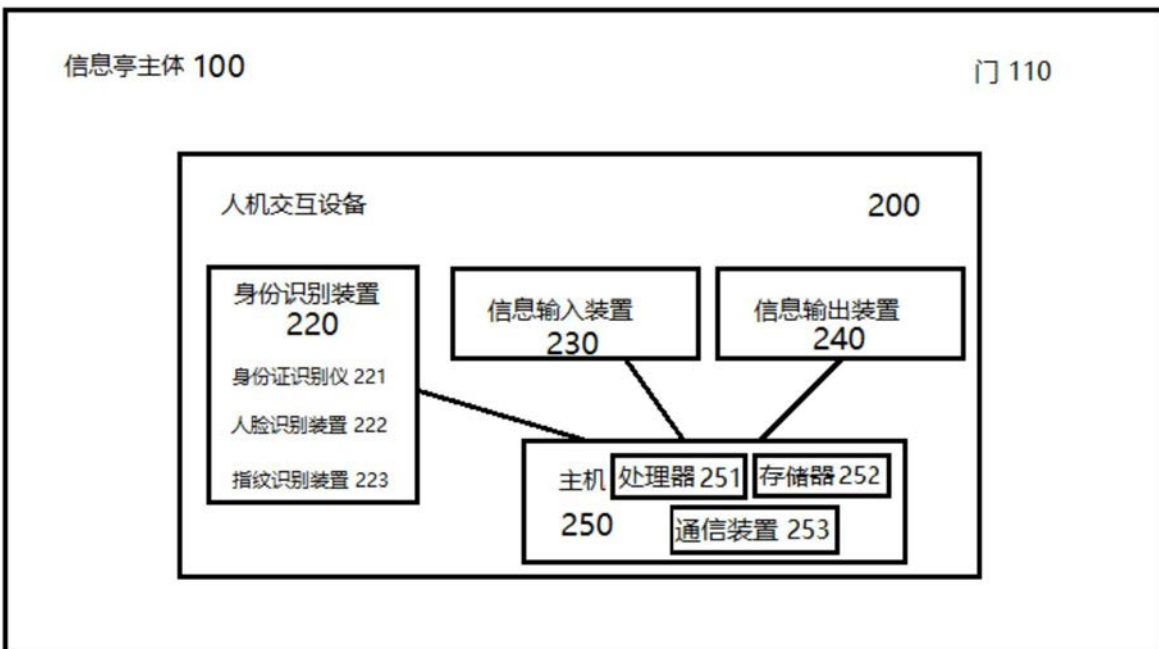 信息亭主体 100
门 110
人机交互设备
200
身份识别装置
220
身份证识别仪 221
人脸识别装置 222
指纹识别装置 223
信息输入装置
230
信息输出装置
240
主机
250
处理器 251
存储器 252
通信装置 253